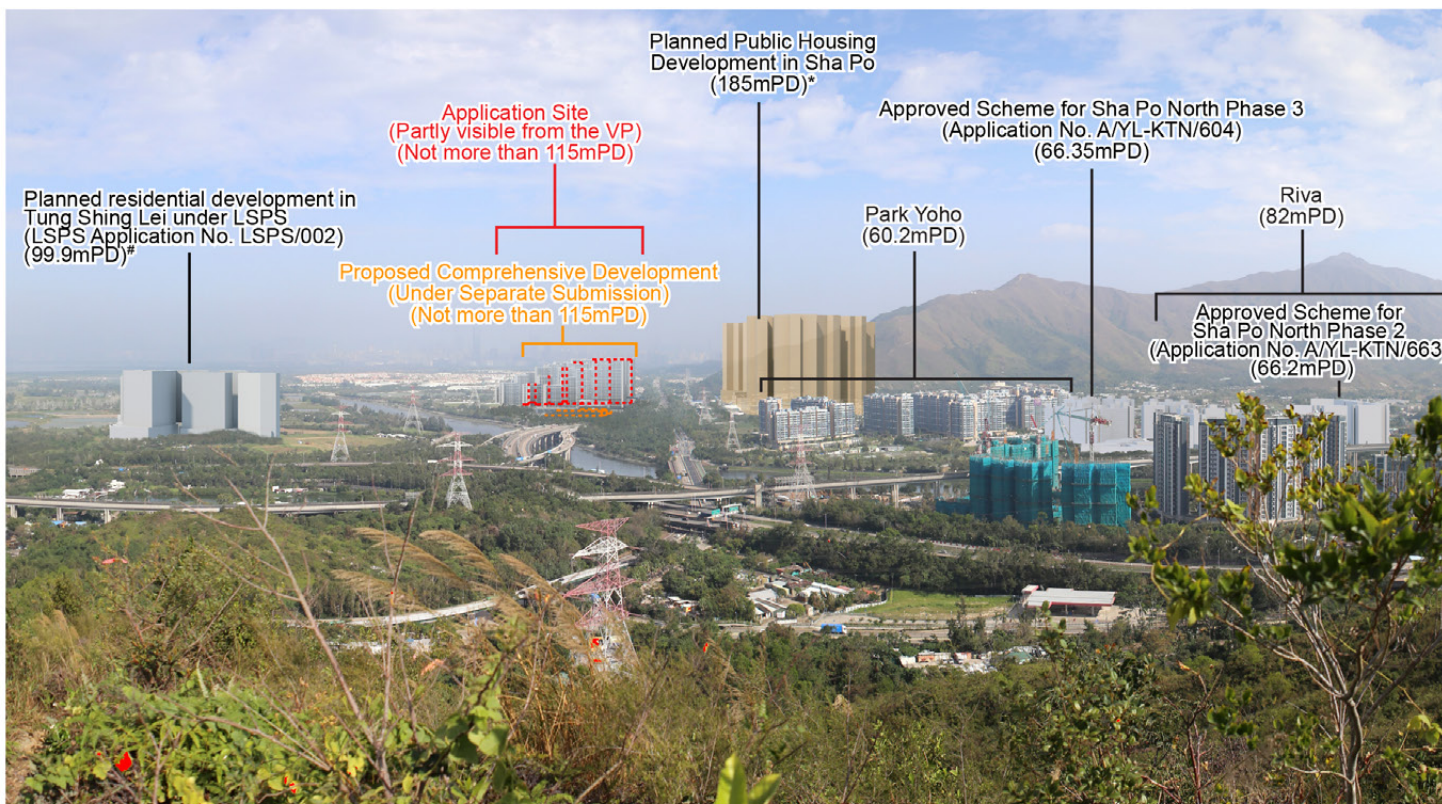 Planned Public Housing
Development in Sha Po
(185mPD)*
Application Site
(Partly visible from the VP)
(Not more than 115mPD)
Approved Scheme for Sha Po North Phase 3
(Application No. A/YL-KTN/604)
(66.35mPD)
Planned residential development in
Tung Shing Lei under LSPS
(LSPS Application No. LSPS/002)
(99.9mPD)#
Park Yoho
(60.2mPD)
Riva
(82mPD)
Proposed Comprehensive Development
(Under Separate Submission)
(Not more than 115mPD)
Approved Scheme for
Sha Po North Phase 2
(Application No. A/YL-KTN/663
(66.2mPD)